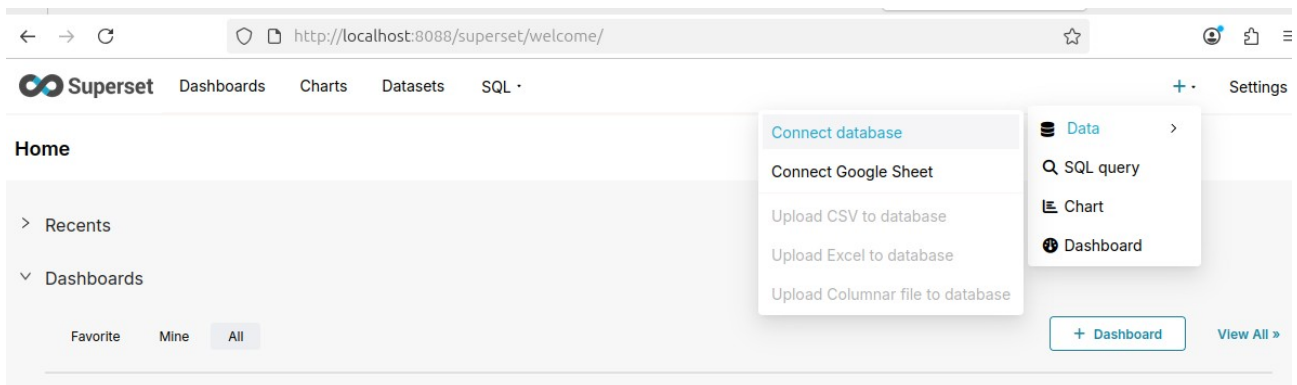 http://localhost:8088/superset/welcome/
Superset Dashboards Charts Datasets SQL + Settings
Home
Connect database
Connect Google Sheet
Upload CSV to database
Upload Excel to database
Upload Columnar file to database
Data
SQL query
Chart
Dashboard
Recents
Dashboards
Favorite Mine All + Dashboard View All »